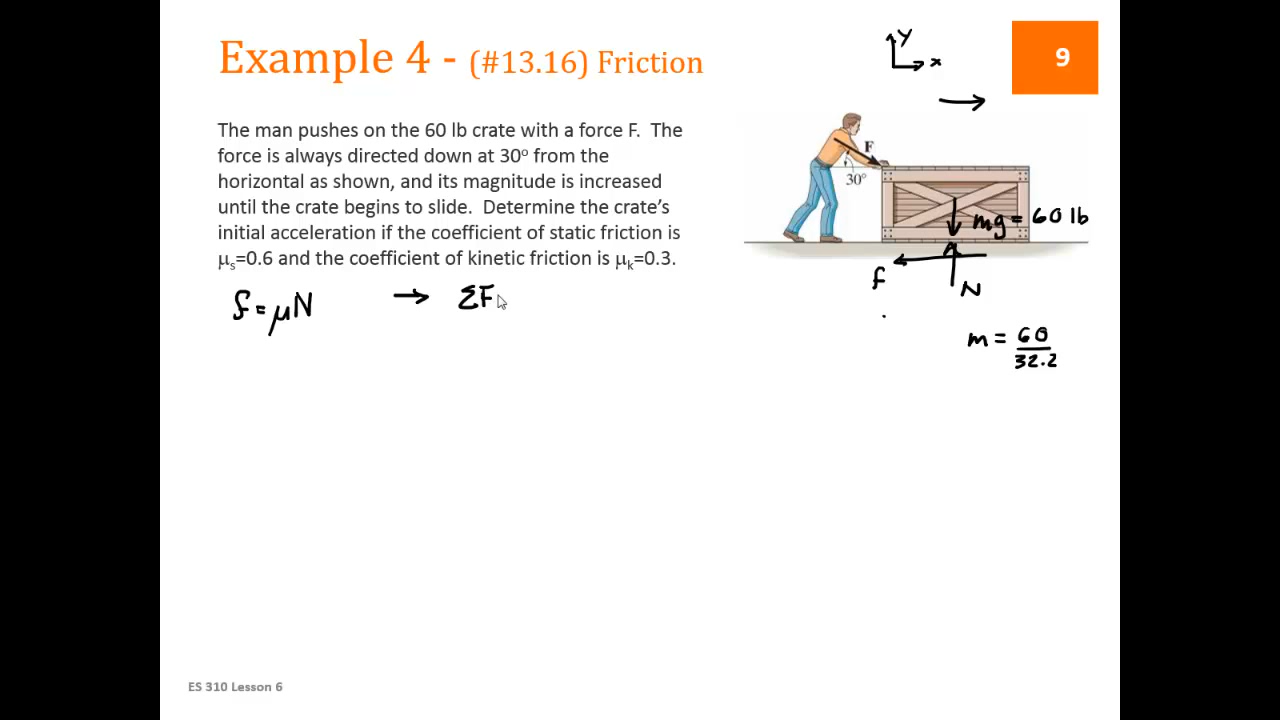 Example 4 - (#13.16) Friction
9
Y
x
The man pushes on the 60 lb crate with a force F. The
force is always directed down at 30º from the
horizontal as shown, and its magnitude is increased
until the crate begins to slide. Determine the crate's
initial acceleration if the coefficient of static friction is
μs=0.6 and the coefficient of kinetic friction is μk=0.3.
F
30°
mg = 60 lb
f
N
f = μN → ΣF
m = 60/32.2
ES 310 Lesson 6